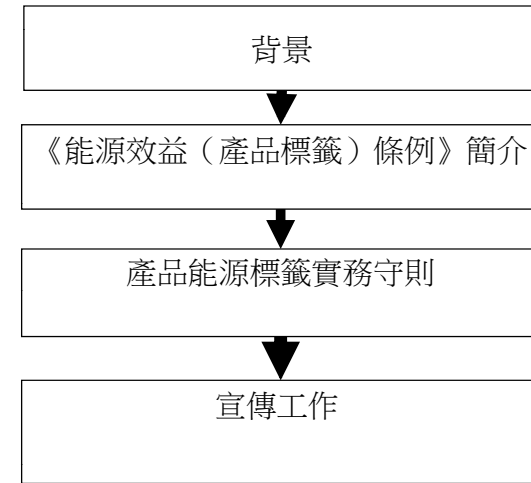 背景
《能源效益（產品標籤）條例》簡介
產品能源標籤實務守則
宣傳工作